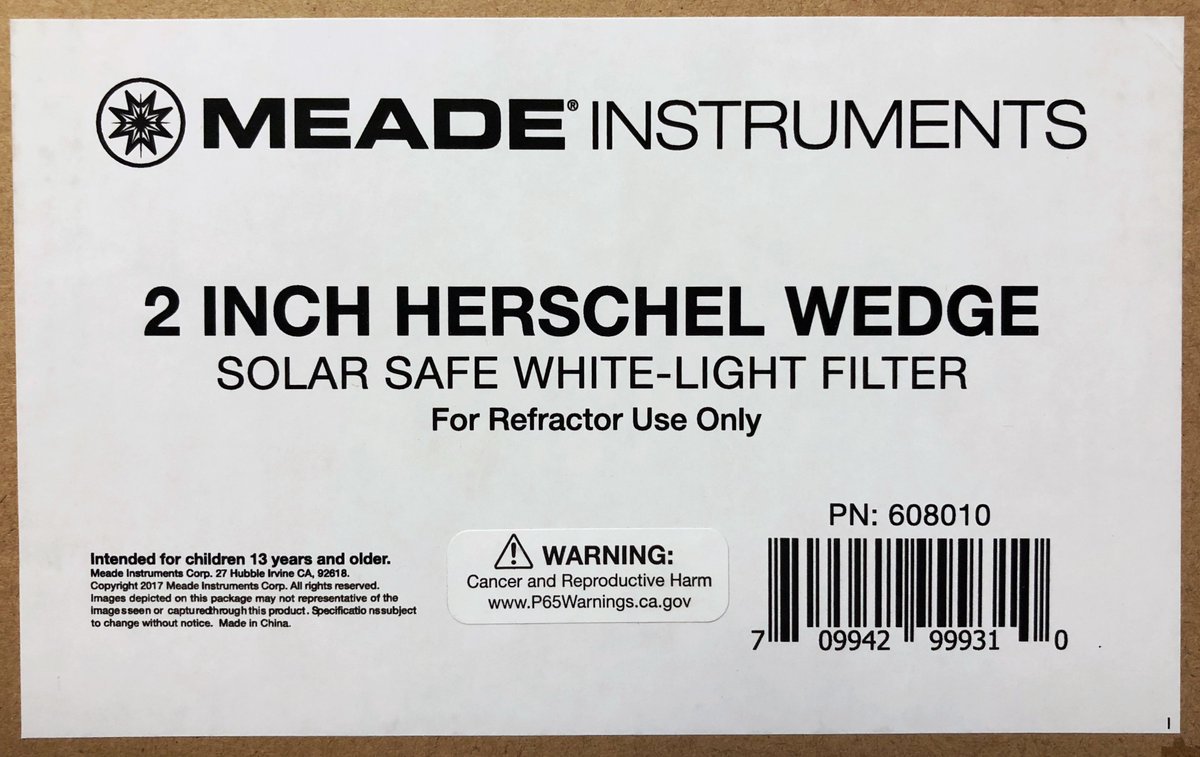 MEADE® INSTRUMENTS
2 INCH HERSCHEL WEDGE
SOLAR SAFE WHITE-LIGHT FILTER
For Refractor Use Only
PN: 608010
Intended for children 13 years and older.
Meade Instruments Corp. 27 Hubble Irvine CA, 92618.
Copyright 2017 Meade Instruments Corp. All rights reserved.
Images depicted on this package may not representative of the
images seen or captured through this product. Specifications subject
to change without notice. Made in China.
WARNING:
Cancer and Reproductive Harm
www.P65Warnings.ca.gov
7 09942 99931 0
I